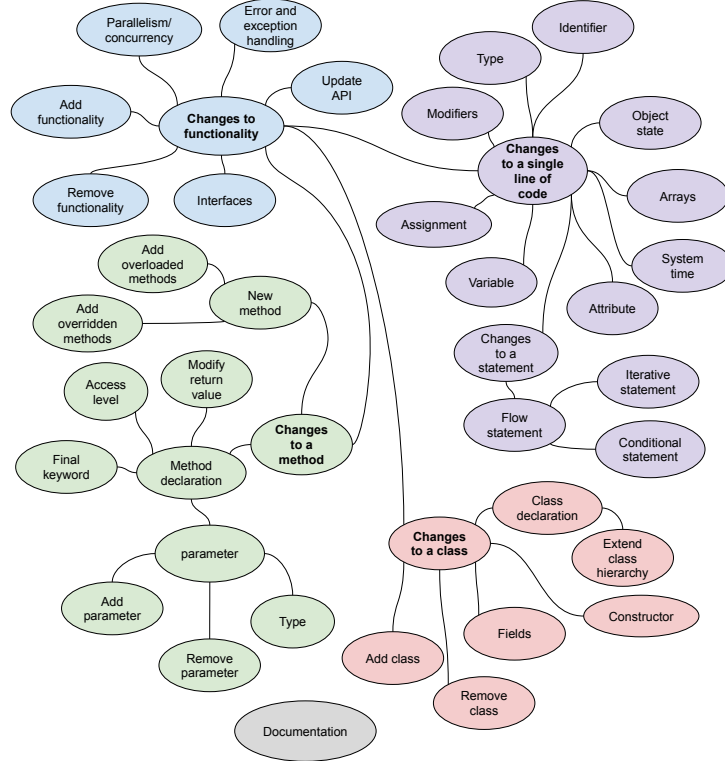 Parallelism/
concurrency
Error and
exception
handling
Update
API
Add
functionality
Changes to
functionality
Remove
functionality
Interfaces
Identifier
Type
Modifiers
Object
state
Changes
to a single
line of
code
Arrays
Assignment
System
time
Variable
Attribute
Changes
to a
statement
Iterative
statement
Flow
statement
Conditional
statement
Add
overloaded
methods
New
method
Add
overridden
methods
Access
level
Modify
return
value
Changes
to a
method
Final
keyword
Method
declaration
parameter
Add
parameter
Type
Remove
parameter
Class
declaration
Changes
to a class
Extend
class
hierarchy
Constructor
Fields
Add class
Remove
class
Documentation